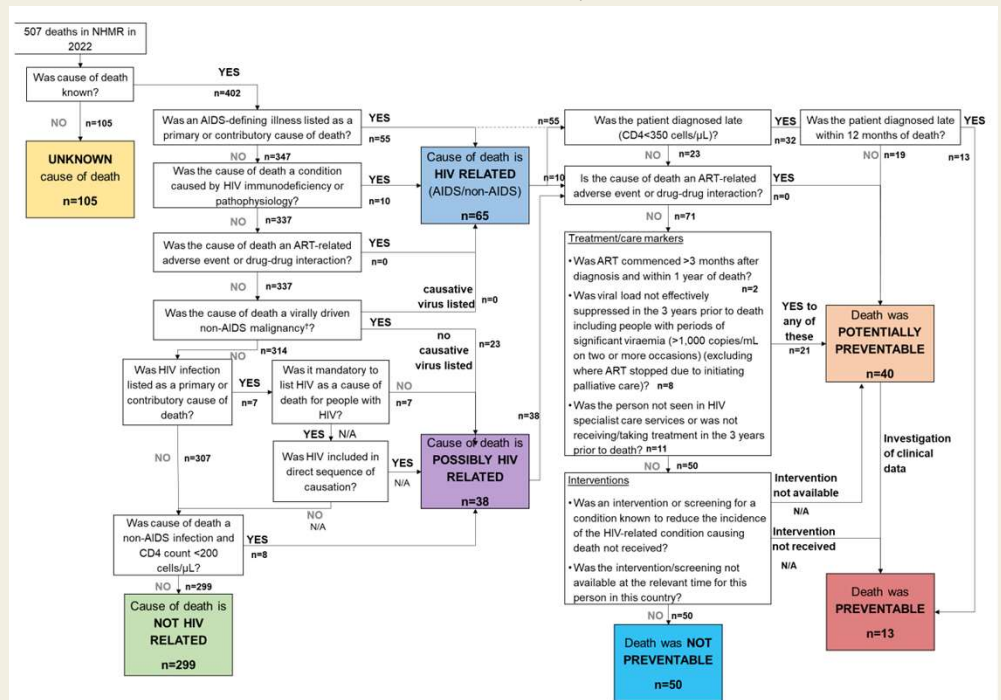 507 deaths in NHMR in
2022
Was cause of death
known?
YES
n=402
NO
n=105
UNKNOWN
cause of death
n=105
Was an AIDS-defining illness listed as a
primary or contributory cause of death?
YES
n=55
NO
n=347
Was the cause of death a condition
caused by HIV immunodeficiency or
pathophysiology?
YES
n=10
NO
n=337
Was the cause of death an ART-related
adverse event or drug-drug interaction?
YES
n=0
NO
n=337
Was the cause of death a virally driven
non-AIDS malignancy†?
causative
virus listed
n=0
YES
no
causative
virus listed
n=23
NO
n=314
Was HIV infection
listed as a primary or
contributory cause of
death?
YES
n=7
Was it mandatory to
list HIV as a cause of
death for people with
HIV?
NO
n=7
YES
N/A
Was HIV included in
direct sequence of
causation?
YES
N/A
NO
N/A
NO
n=307
Was cause of death a
non-AIDS infection and
CD4 count <200
cells/µL?
YES
n=8
NO
n=299
Cause of death is
NOT HIV
RELATED
n=299
Cause of death is
HIV RELATED
(AIDS/non-AIDS)
n=65
Cause of death is
POSSIBLY HIV
RELATED
n=38
n=55
n=10
n=38
Was the patient diagnosed late
(CD4<350 cells/µL)?
YES
n=32
Was the patient diagnosed late
within 12 months of death?
YES
n=13
NO
n=19
NO
n=23
Is the cause of death an ART-related
adverse event or drug-drug interaction?
YES
n=0
NO
n=71
Treatment/care markers
•Was ART commenced >3 months after
diagnosis and within 1 year of death?
n=2
•Was viral load not effectively
suppressed in the 3 years prior to death
including people with periods of
significant viraemia (>1,000 copies/mL
on two or more occasions) (excluding
where ART stopped due to initiating
palliative care)? n=8
•Was the person not seen in HIV
specialist care services or was not
receiving/taking treatment in the 3 years
prior to death? n=11
YES to
any of
these
n=21
NO
n=50
Interventions
•Was an intervention or screening for a
condition known to reduce the incidence
of the HIV-related condition causing
death not received?
•Was the intervention/screening not
available at the relevant time for this
person in this country?
Intervention
not available
N/A
Intervention
not received
N/A
NO
n=50
Death was NOT
PREVENTABLE
n=50
Death was
POTENTIALLY
PREVENTABLE
n=40
Investigation
of clinical
data
Death was
PREVENTABLE
n=13